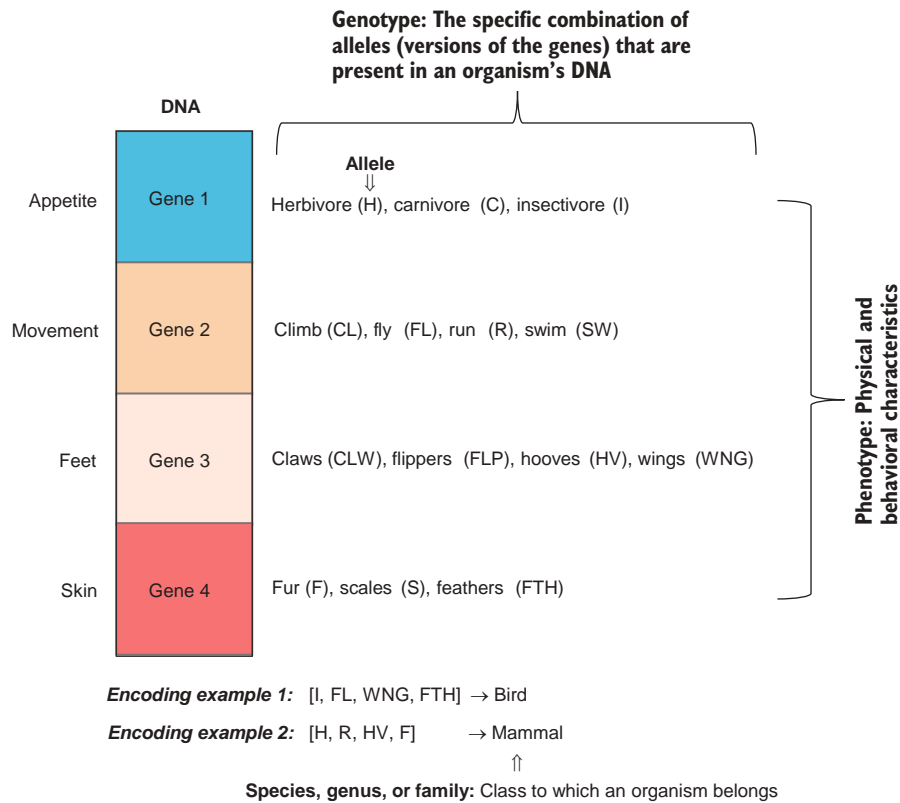 Genotype: The specific combination of
alleles (versions of the genes) that are
present in an organism's DNA
DNA
Allele
⇓
Appetite Gene 1 Herbivore (H), carnivore (C), insectivore (I)
Movement Gene 2 Climb (CL), fly (FL), run (R), swim (SW)
Feet Gene 3 Claws (CLW), flippers (FLP), hooves (HV), wings (WNG)
Skin Gene 4 Fur (F), scales (S), feathers (FTH)
Phenotype: Physical and
behavioral characteristics
Encoding example 1: [I, FL, WNG, FTH] → Bird
Encoding example 2: [H, R, HV, F] → Mammal
⇑
Species, genus, or family: Class to which an organism belongs